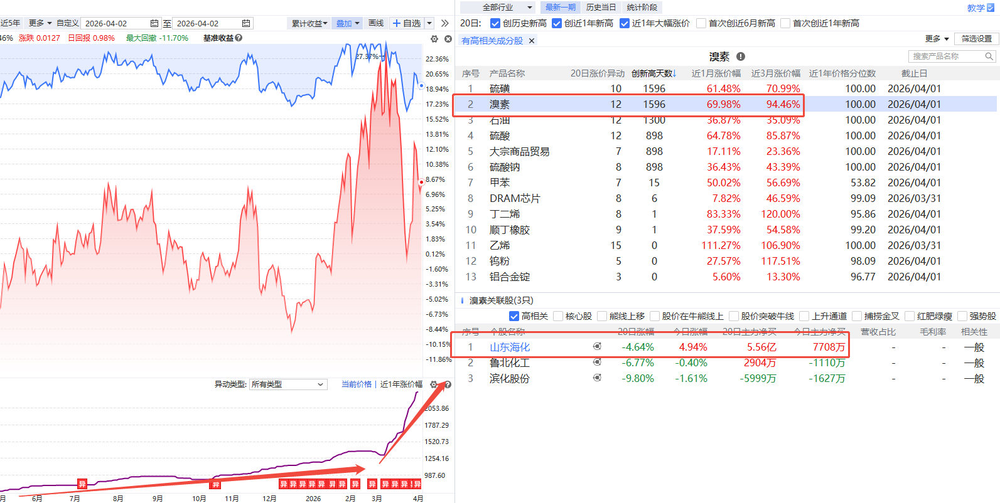 近5年 更多 自定义 2026-04-02 至 2026-04-02 累计收益 叠加 画线 + 自选
46% 涨跌 0.0127 日回报 0.98% 最大回撤 -11.70% 基准收益
27.37%
22.36%
20.65%
18.94%
17.23%
15.52%
13.81%
12.10%
10.38%
8.67%
6.96%
5.25%
3.54%
1.83%
0.12%
-1.60%
-3.31%
-5.02%
-6.73%
-8.44%
-10.15%
-11.86%
异动类型: 所有类型 当前价格 | 近1年涨价幅
2053.86
1787.29
1520.73
1254.16
987.60
异 异 异 异 异 异 异 异 异 异 异 异 异 异 异
月 6月 7月 8月 9月 10月 11月 12月 2026 2月 3月 4月
全部行业 最新一期 历史当日 统计阶段 教学
20日: 创历史新高 创近1年新高 近1年大幅涨价 首次创近6月新高 首次创近1年新高
有高相关成分股 × 更多 筛选设置
溴素 搜索产品名称
序号 产品名称 20日涨价异动 创新高天数↓ 近1月涨价幅 近3月涨价幅 近1年价格分位数 截止日
1 硫磺 10 1596 61.48% 70.99% 100.00 2026/04/01
2 溴素 12 1596 69.98% 94.46% 100.00 2026/04/01
3 石油 12 1300 36.87% 35.09% 100.00 2026/04/01
4 硫酸 12 898 64.78% 85.87% 100.00 2026/04/01
5 大宗商品贸易 7 898 17.11% 23.36% 100.00 2026/04/01
6 硫酸钠 8 898 36.43% 43.39% 100.00 2026/04/01
7 甲苯 7 15 50.02% 56.69% 53.82 2026/04/01
8 DRAM芯片 8 6 7.82% 46.59% 99.09 2026/03/31
9 丁二烯 8 1 83.33% 120.00% 95.86 2026/04/01
10 顺丁橡胶 9 1 37.59% 54.58% 99.20 2026/04/01
11 乙烯 15 0 111.27% 106.90% 100.00 2026/03/31
12 钨粉 5 0 27.57% 117.51% 98.09 2026/04/01
13 铝合金锭 3 0 5.60% 13.30% 96.77 2026/04/01
溴素关联股(3只)
高相关 核心股 熊线上移 股价在牛熊线上 股价突破牛线 上升通道 捕捞金叉 红肥绿瘦 强势股
序号 个股名称 20日涨幅 今日涨幅 20日主力净买 今日主力净买 营收占比 毛利率 相关性
1 山东海化 -4.64% 4.94% 5.56亿 7708万 - - 一般
2 鲁北化工 -6.77% -0.40% 2904万 -1110万 - - 一般
3 滨化股份 -9.80% -1.61% -5999万 -1627万 - - 一般